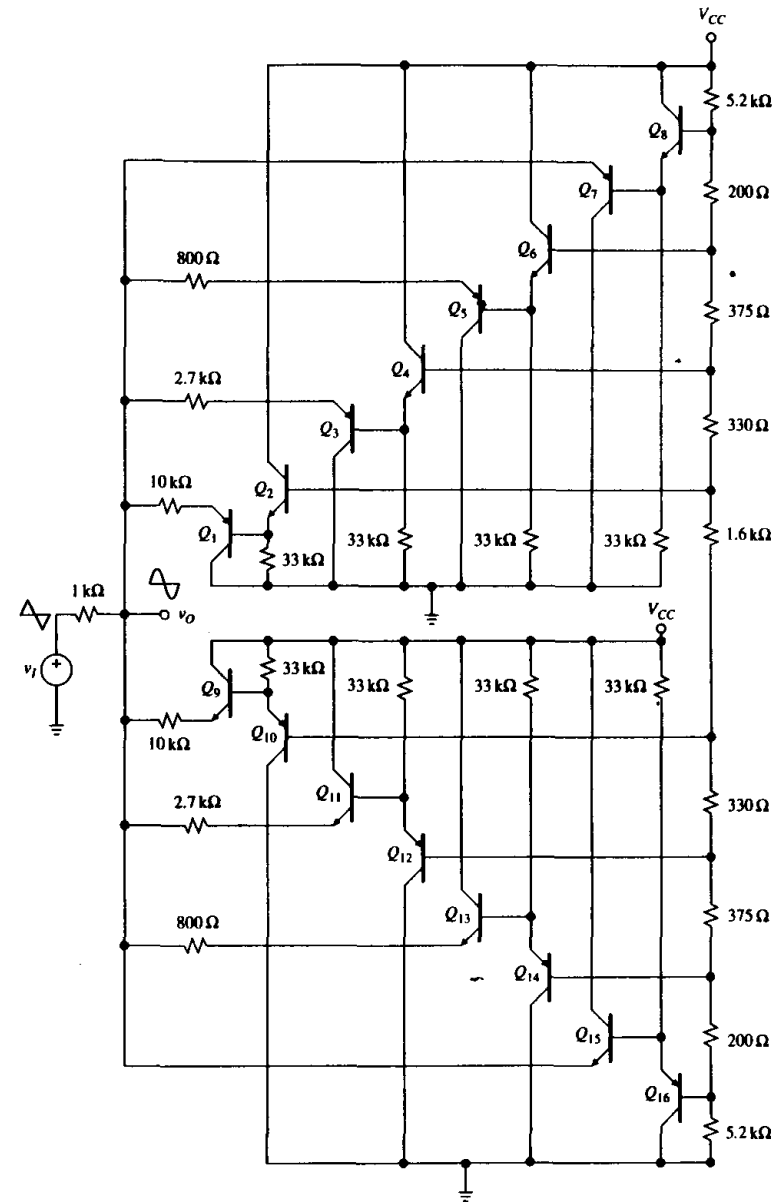 V_CC
5.2 kΩ
Q_8
Q_7
200 Ω
Q_6
800 Ω
Q_5
375 Ω
Q_4
2.7 kΩ
Q_3
330 Ω
10 kΩ
Q_2
Q_1
33 kΩ
33 kΩ
33 kΩ
33 kΩ
1.6 kΩ
1 kΩ
v_O
V_CC
v_I
+
Q_9
33 kΩ
33 kΩ
33 kΩ
33 kΩ
10 kΩ
Q_10
2.7 kΩ
Q_11
330 Ω
Q_12
800 Ω
Q_13
375 Ω
Q_14
Q_15
200 Ω
Q_16
5.2 kΩ